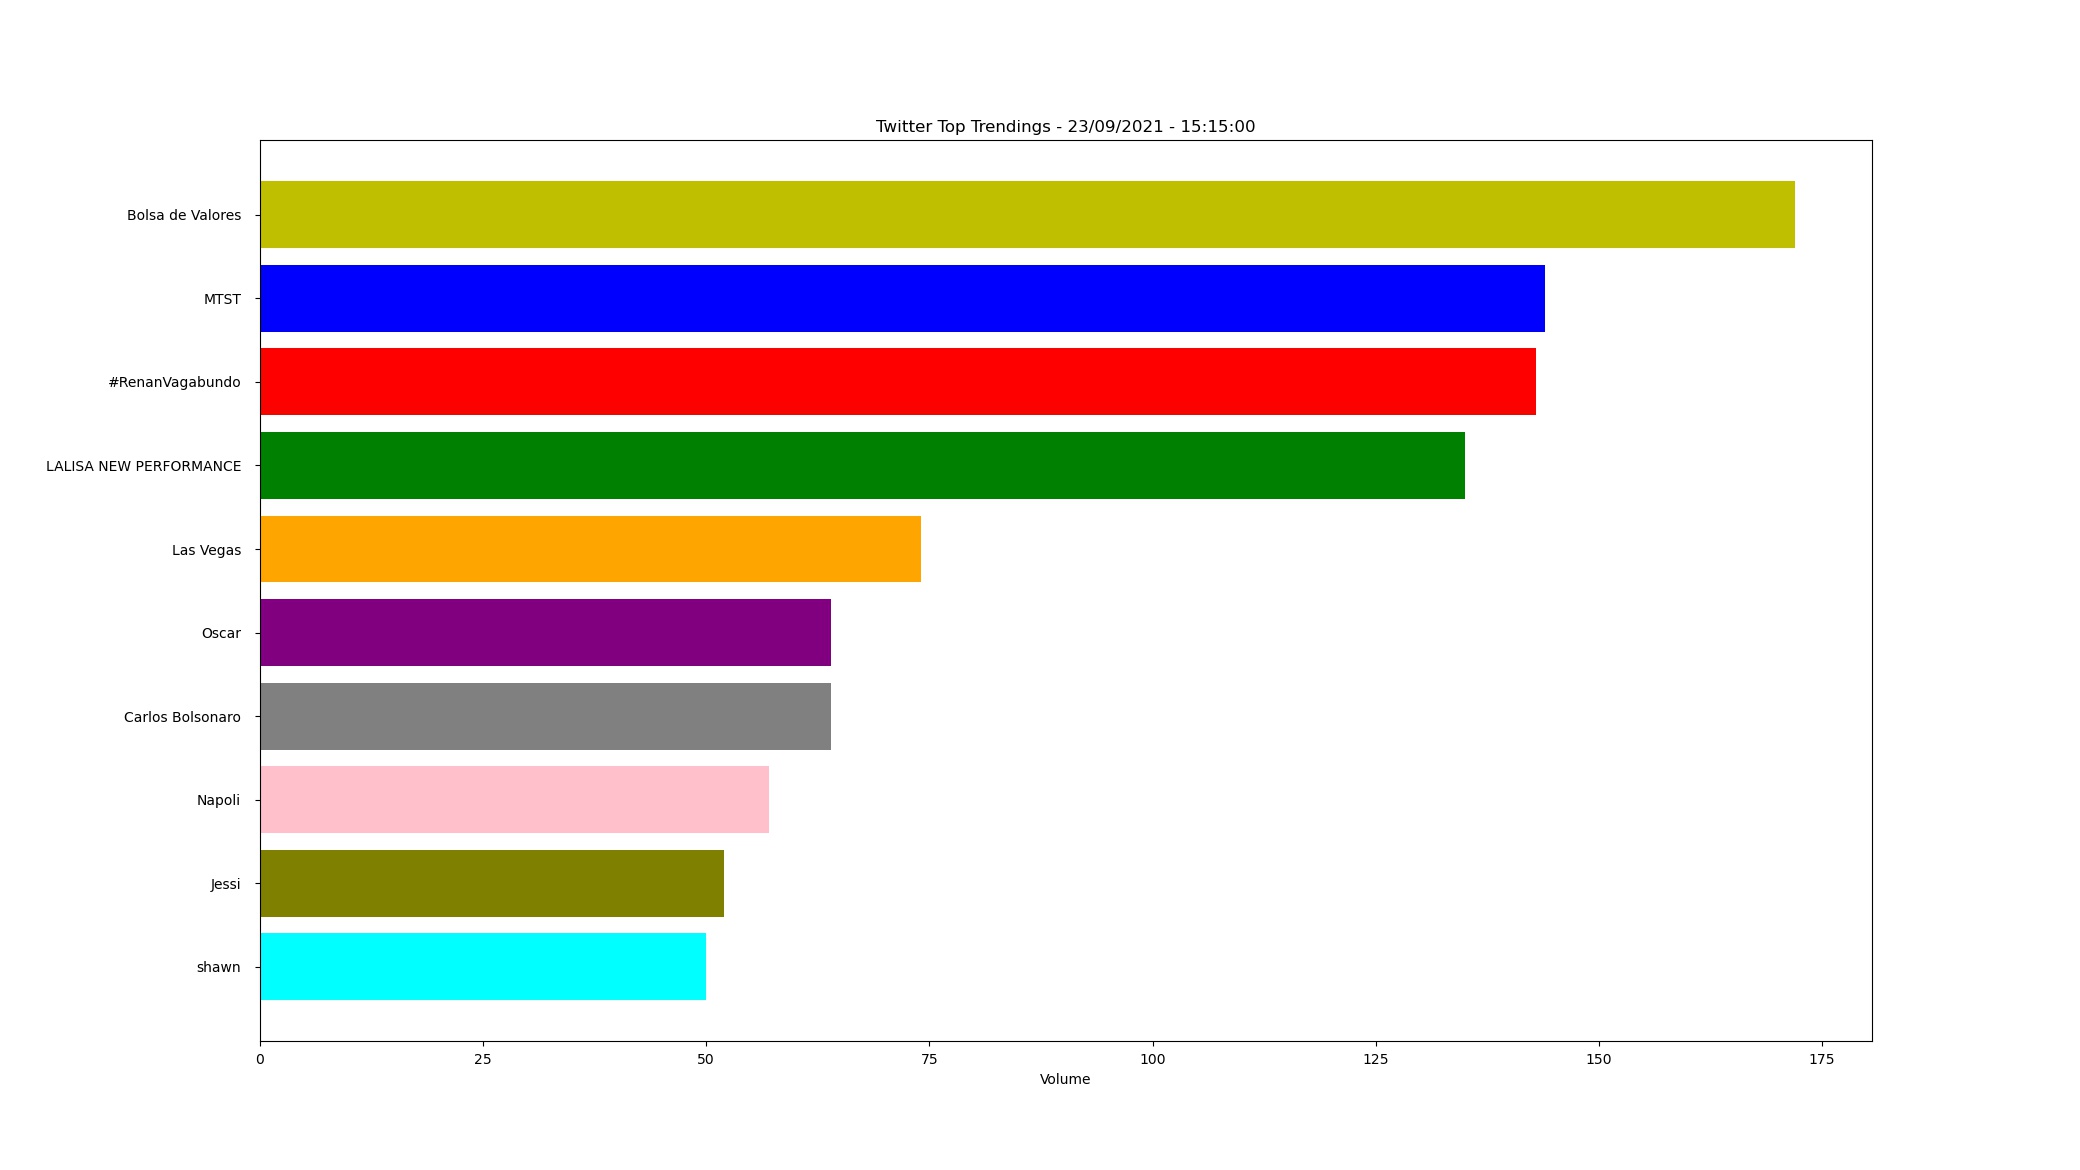 Twitter Top Trendings - 23/09/2021 - 15:15:00
Bolsa de Valores
MTST
#RenanVagabundo
LALISA NEW PERFORMANCE
Las Vegas
Oscar
Carlos Bolsonaro
Napoli
Jessi
shawn
0 25 50 75 100 125 150 175
Volume